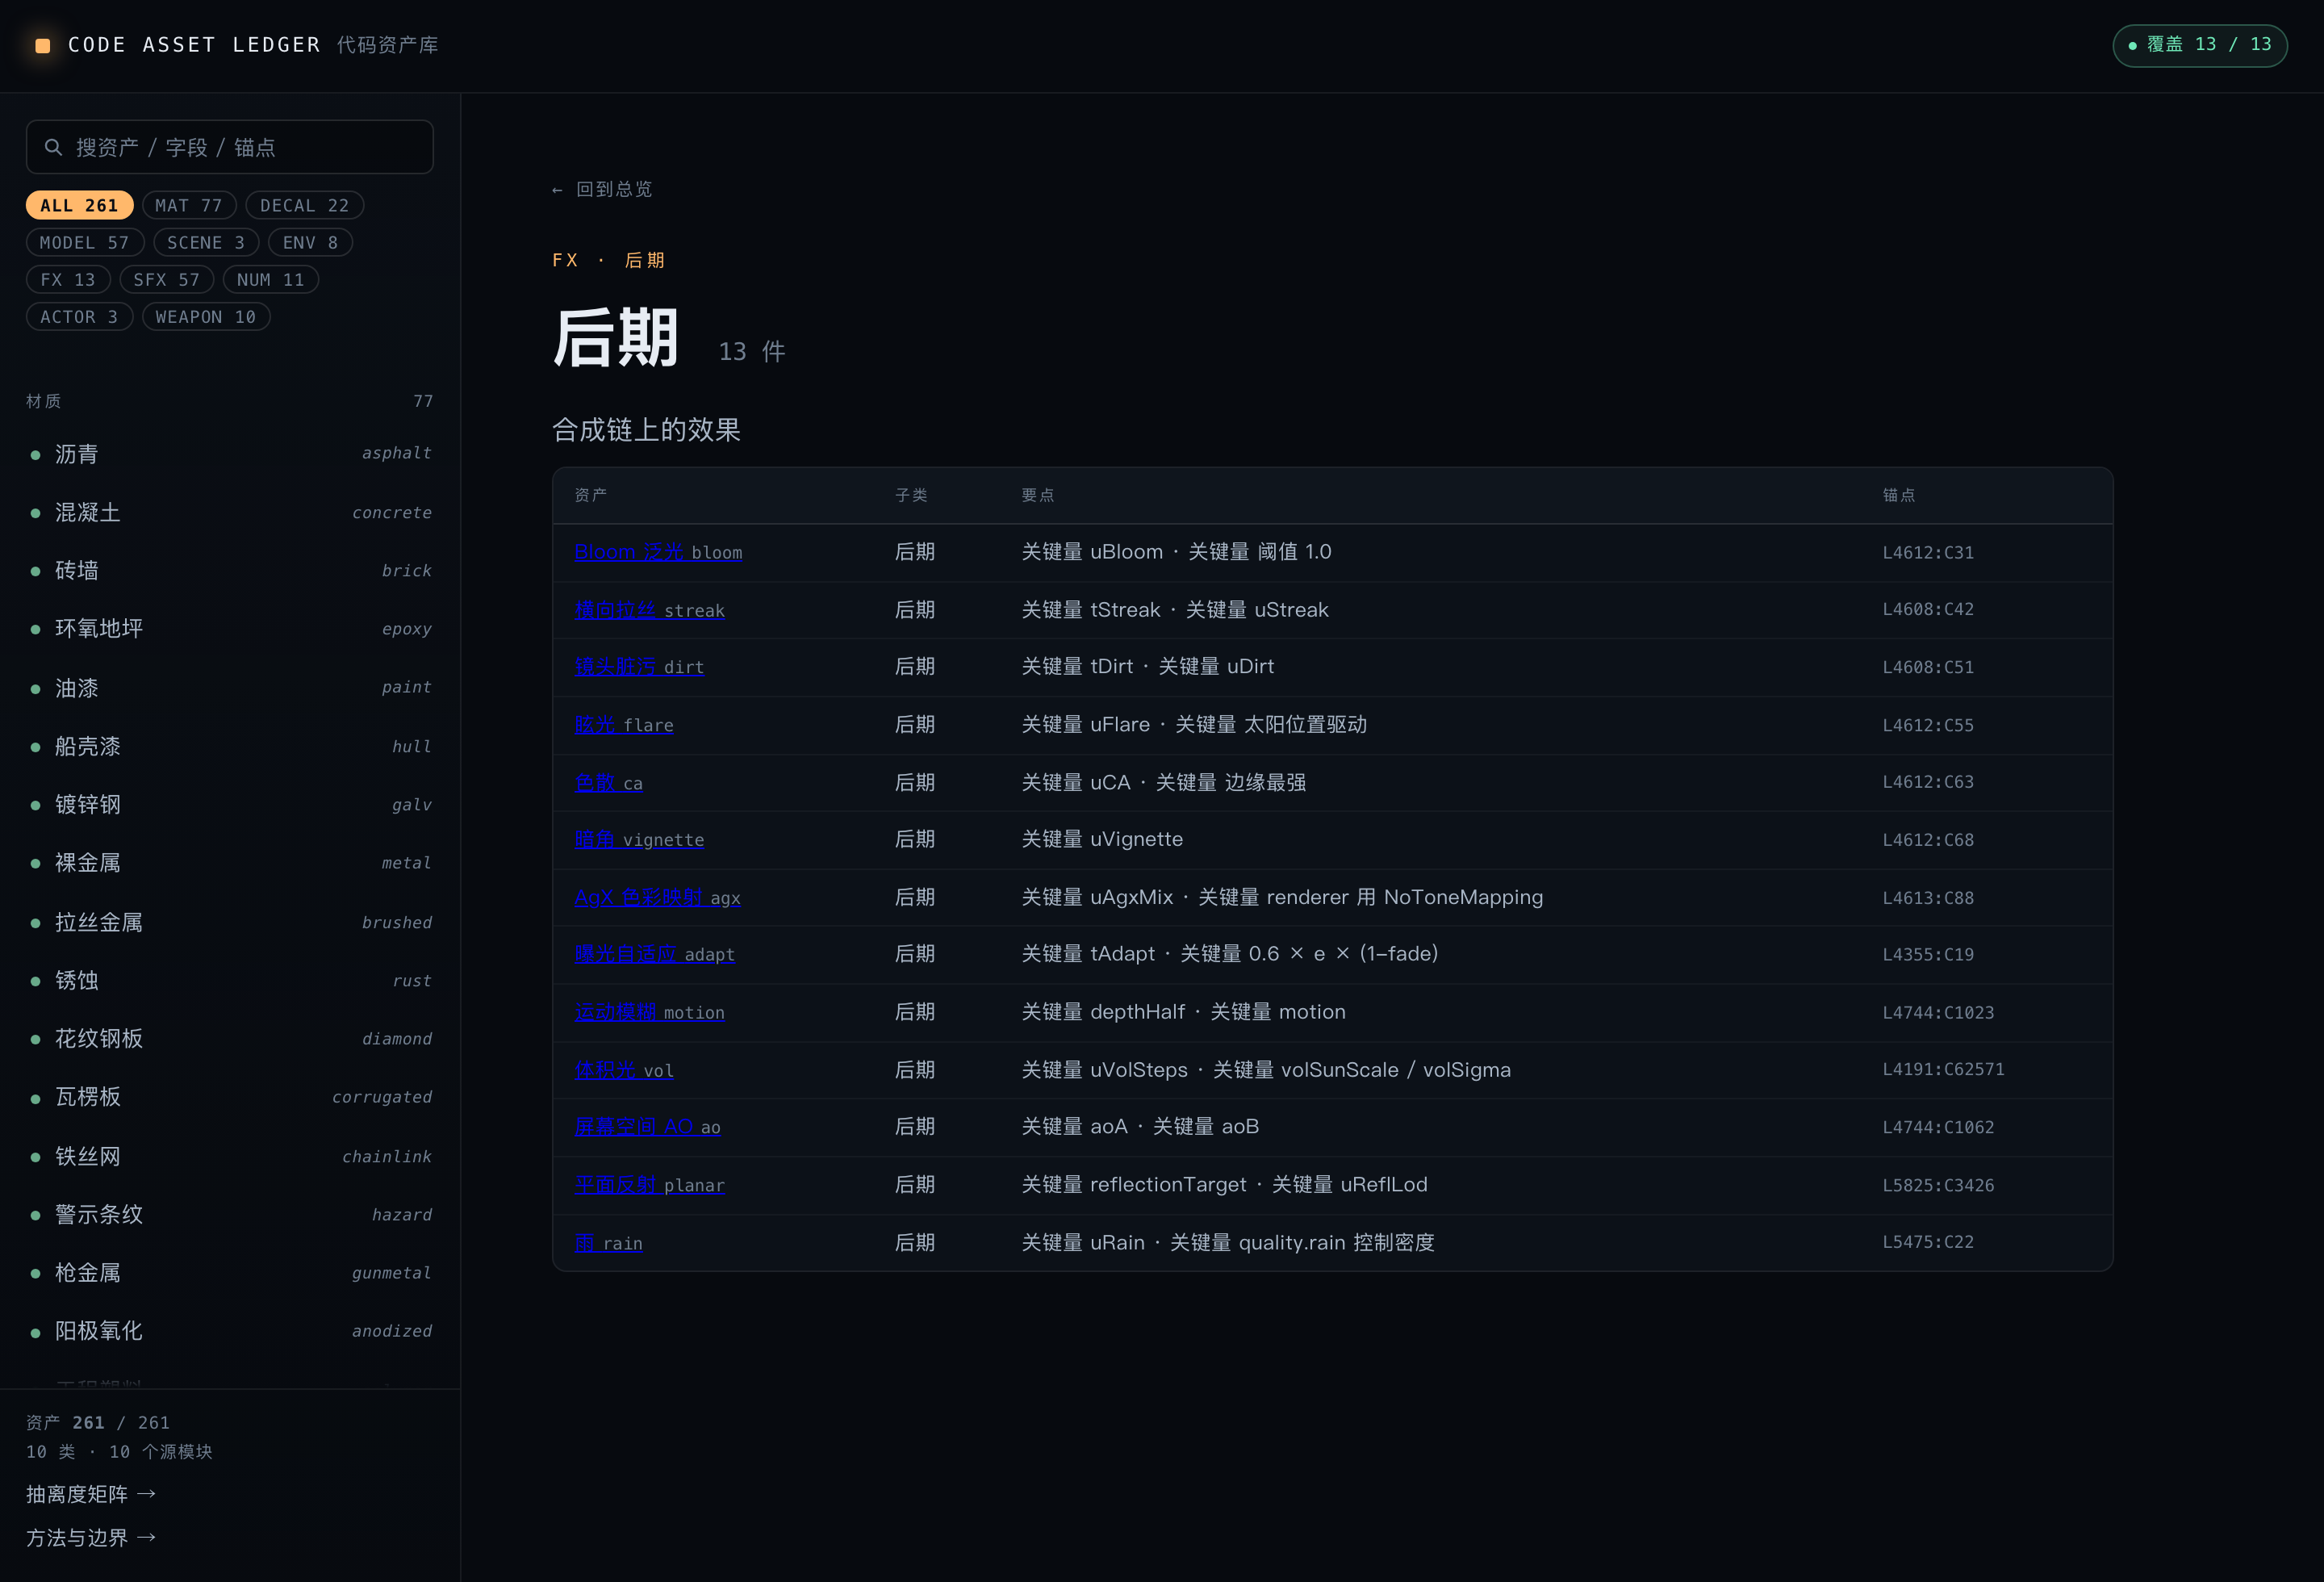 CODE ASSET LEDGER 代码资产库
覆盖 13 / 13
搜资产 / 字段 / 锚点
ALL 261 MAT 77 DECAL 22
MODEL 57 SCENE 3 ENV 8
FX 13 SFX 57 NUM 11
ACTOR 3 WEAPON 10
材质 77
沥青 asphalt
混凝土 concrete
砖墙 brick
环氧地坪 epoxy
油漆 paint
船壳漆 hull
镀锌钢 galv
裸金属 metal
拉丝金属 brushed
锈蚀 rust
花纹钢板 diamond
瓦楞板 corrugated
铁丝网 chainlink
警示条纹 hazard
枪金属 gunmetal
阳极氧化 anodized
资产 261 / 261
10 类 · 10 个源模块
抽离度矩阵 →
方法与边界 →
← 回到总览
FX · 后期
后期 13 件
合成链上的效果
资产 子类 要点 锚点
Bloom 泛光 bloom 后期 关键量 uBloom · 关键量 阈值 1.0 L4612:C31
横向拉丝 streak 后期 关键量 tStreak · 关键量 uStreak L4608:C42
镜头脏污 dirt 后期 关键量 tDirt · 关键量 uDirt L4608:C51
眩光 flare 后期 关键量 uFlare · 关键量 太阳位置驱动 L4612:C55
色散 ca 后期 关键量 uCA · 关键量 边缘最强 L4612:C63
暗角 vignette 后期 关键量 uVignette L4612:C68
AgX 色彩映射 agx 后期 关键量 uAgxMix · 关键量 renderer 用 NoToneMapping L4613:C88
曝光自适应 adapt 后期 关键量 tAdapt · 关键量 0.6 × e × (1−fade) L4355:C19
运动模糊 motion 后期 关键量 depthHalf · 关键量 motion L4744:C1023
体积光 vol 后期 关键量 uVolSteps · 关键量 volSunScale / volSigma L4191:C62571
屏幕空间 AO ao 后期 关键量 aoA · 关键量 aoB L4744:C1062
平面反射 planar 后期 关键量 reflectionTarget · 关键量 uReflLod L5825:C3426
雨 rain 后期 关键量 uRain · 关键量 quality.rain 控制密度 L5475:C22